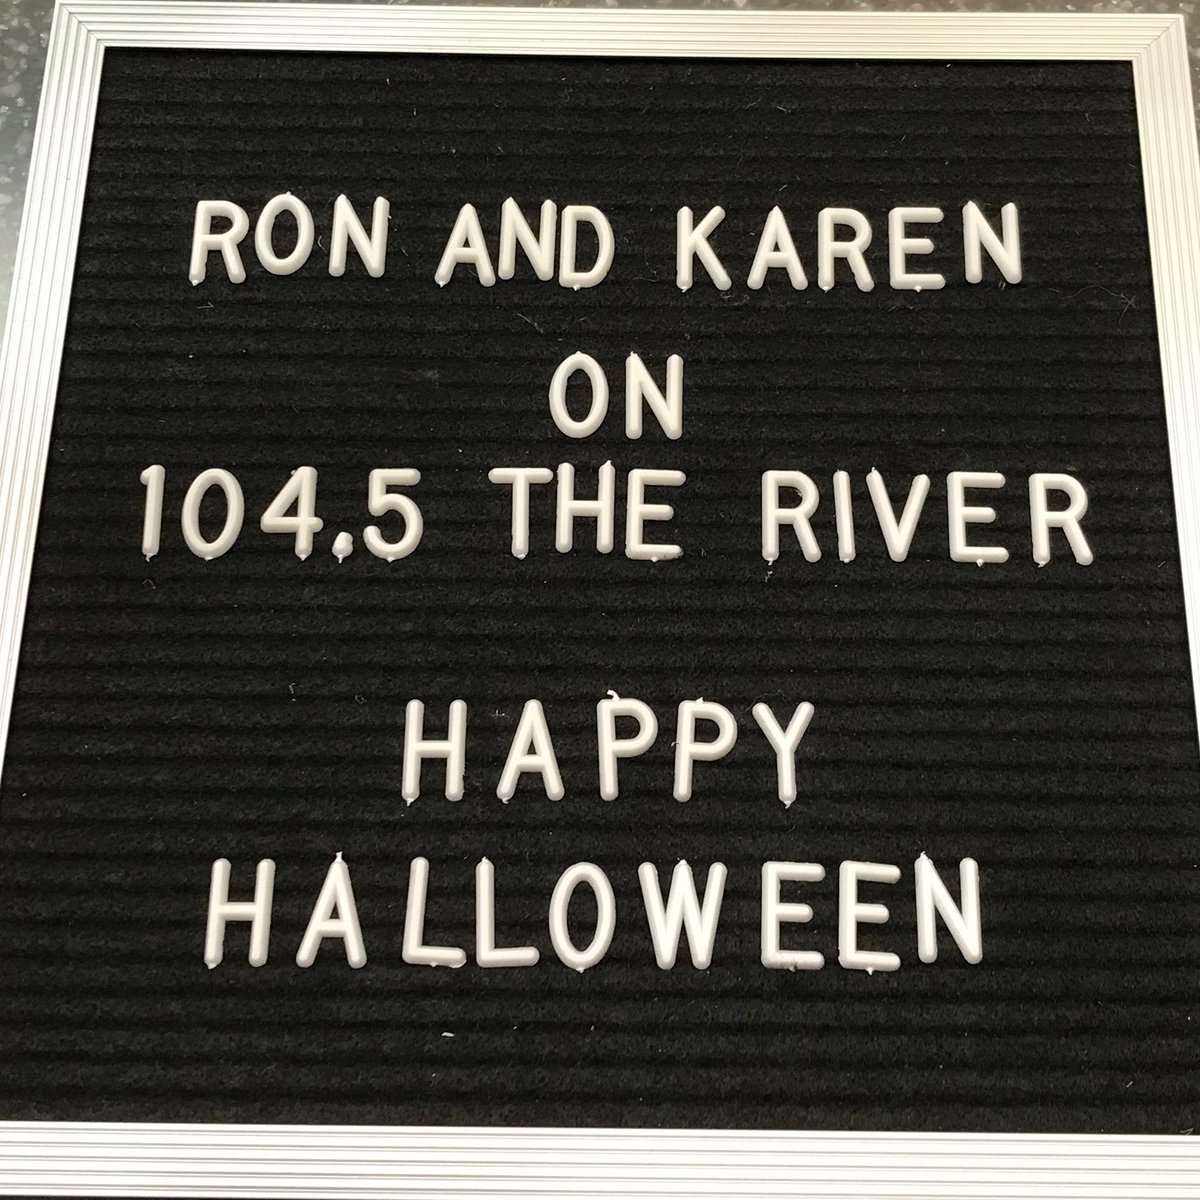 RON AND KAREN
ON
104.5 THE RIVER
HAPPY
HALLOWEEN